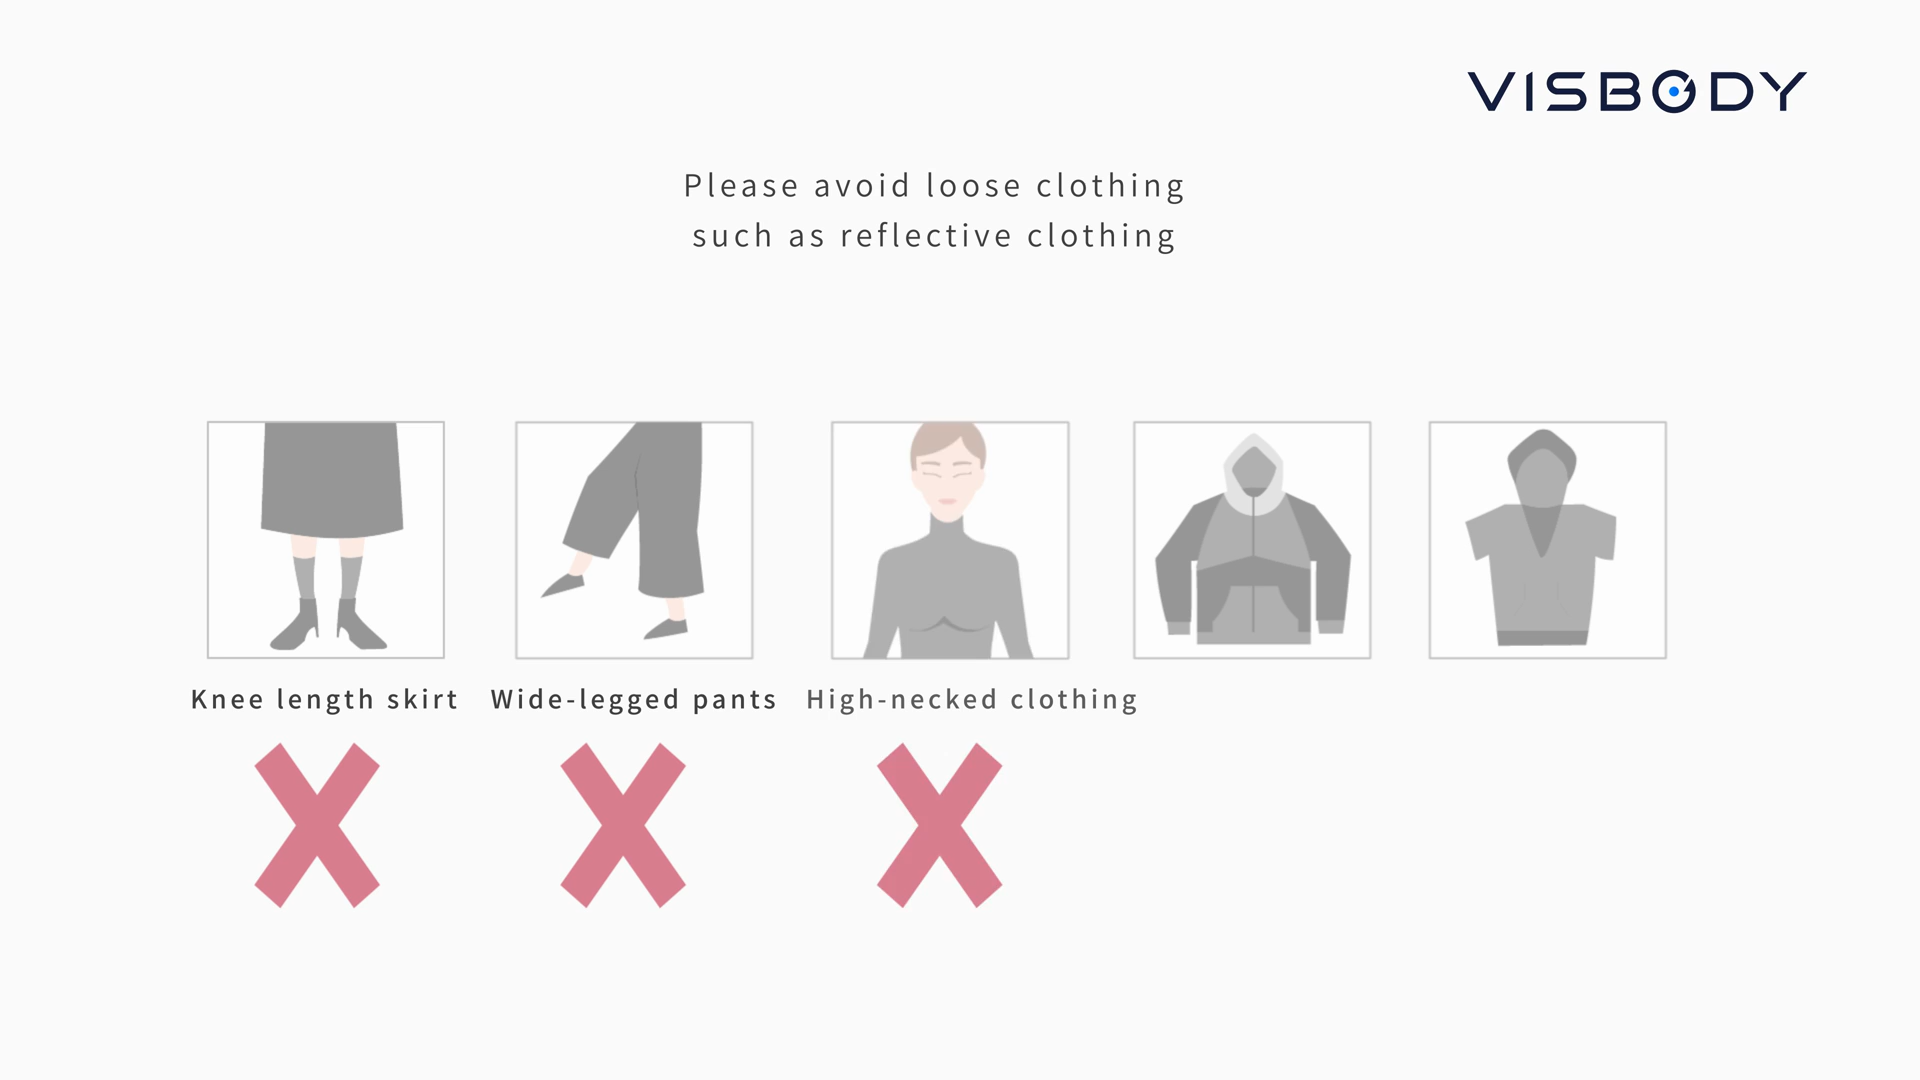 VISBODY
Please avoid loose clothing
such as reflective clothing
Knee length skirt
Wide-legged pants
High-necked clothing